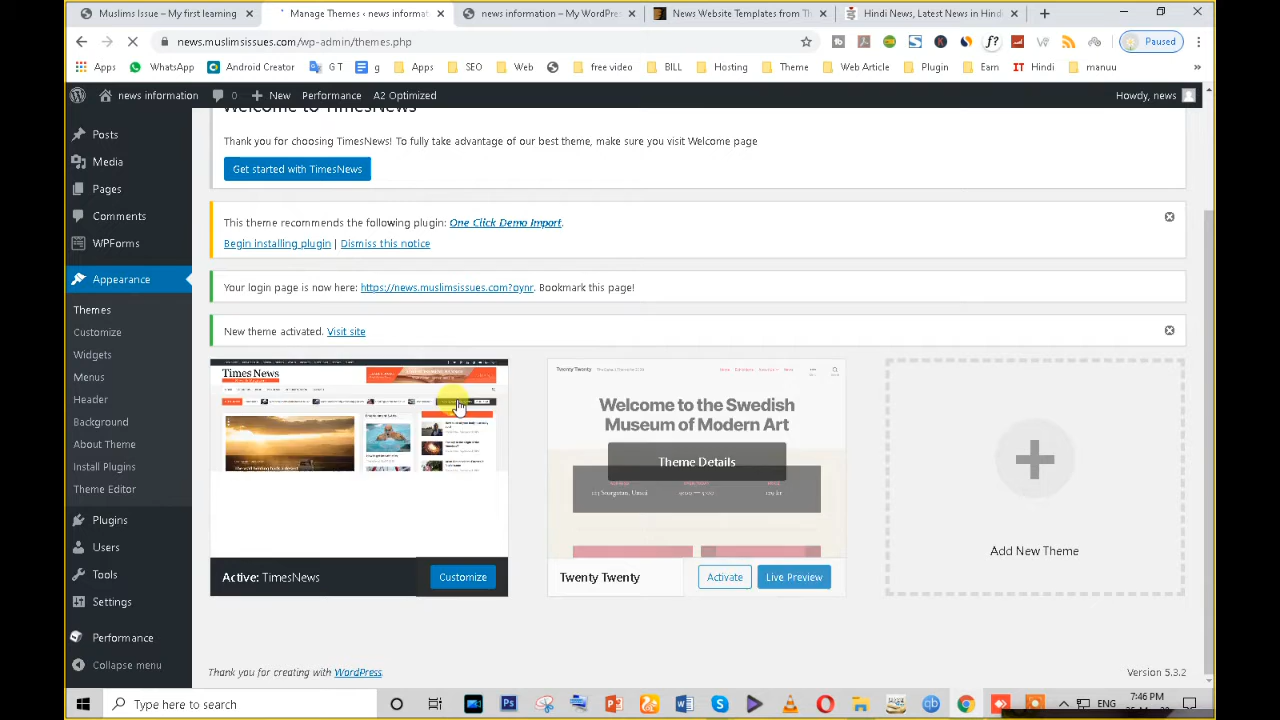 Muslims Issue – My first learning
Manage Themes ‹ news informat
news information – My WordPres
News Website Templates from Th
Hindi News, Latest News in Hindi
news.muslimsissues.com/wp-admin/themes.php
Paused
Apps
WhatsApp
Android Creator
G T
g
Apps
SEO
Web
free video
BILL
Hosting
Theme
Web Article
Plugin
Earn
IT
Hindi
manuu
news information
0
New
Performance
A2 Optimized
Howdy, news
Posts
Media
Pages
Comments
WPForms
Appearance
Themes
Customize
Widgets
Menus
Header
Background
About Theme
Install Plugins
Theme Editor
Plugins
Users
Tools
Settings
Performance
Collapse menu
Welcome to TimesNews
Thank you for choosing TimesNews! To fully take advantage of our best theme, make sure you visit Welcome page
Get started with TimesNews
This theme recommends the following plugin: One Click Demo Import.
Begin installing plugin | Dismiss this notice
Your login page is now here: https://news.muslimsissues.com?oynr. Bookmark this page!
New theme activated. Visit site
Times News
Active: TimesNews
Customize
Twenty Twenty
Welcome to the Swedish
Museum of Modern Art
Theme Details
Twenty Twenty
Activate
Live Preview
Add New Theme
Thank you for creating with WordPress.
Version 5.3.2
Type here to search
ENG
7:46 PM